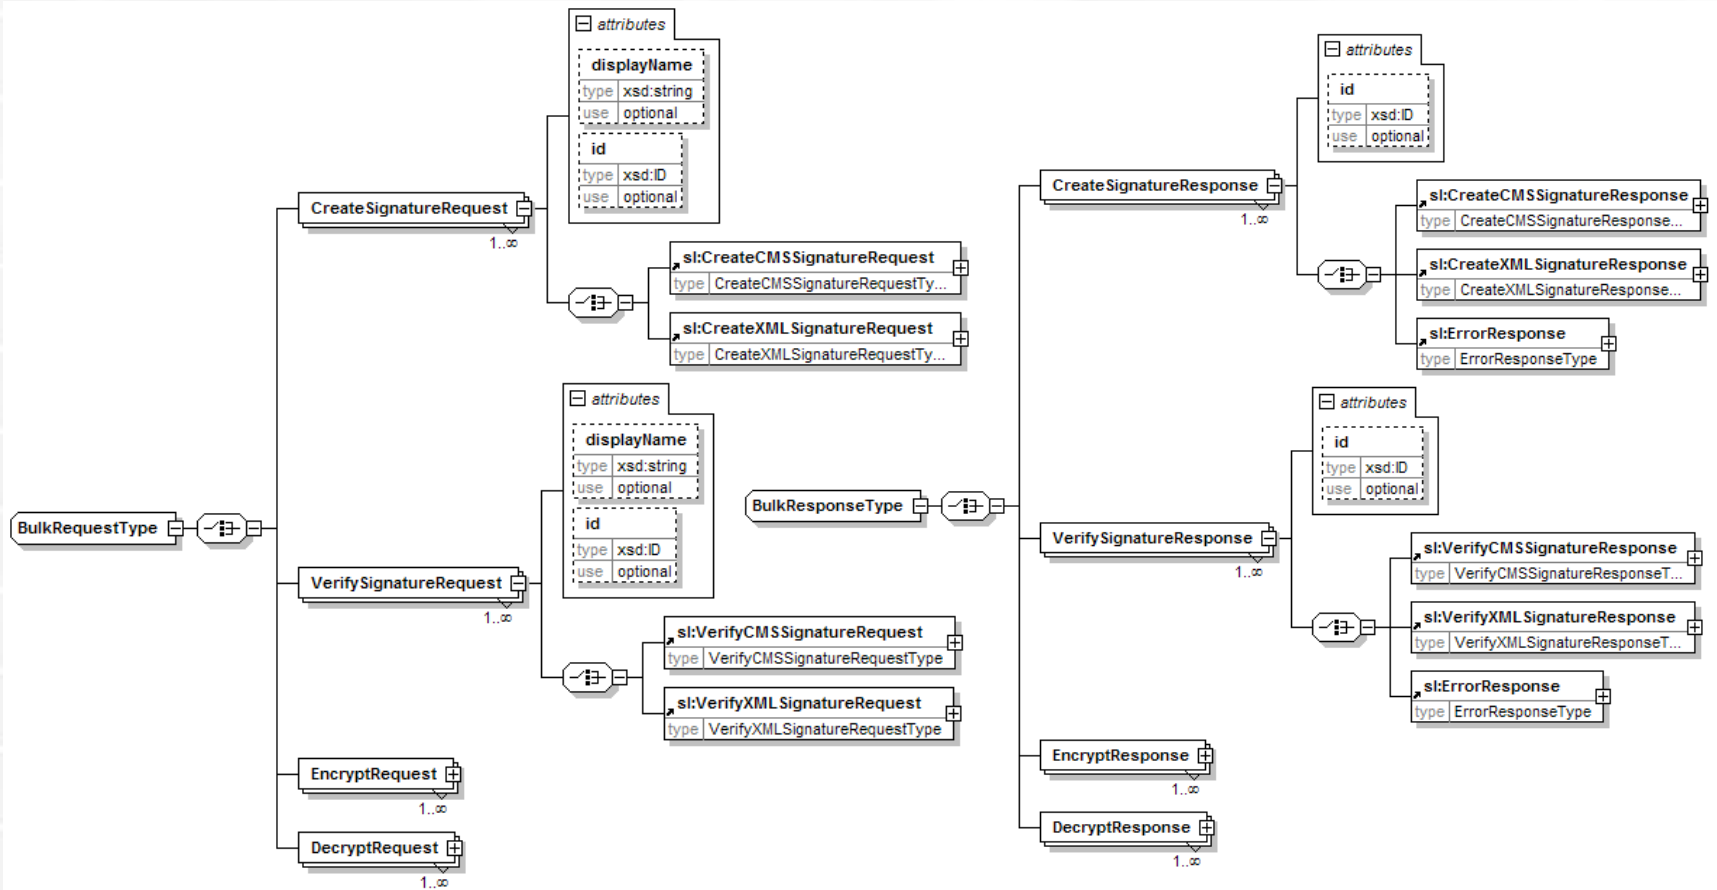 attributes
displayName
type xsd:string
use optional
id
type xsd:ID
use optional
CreateSignatureRequest
1..∞
sl:CreateCMSSignatureRequest
type CreateCMSSignatureRequestTy...
sl:CreateXMLSignatureRequest
type CreateXMLSignatureRequestTy...
attributes
displayName
type xsd:string
use optional
id
type xsd:ID
use optional
BulkRequestType
VerifySignatureRequest
1..∞
sl:VerifyCMSSignatureRequest
type VerifyCMSSignatureRequestType
sl:VerifyXMLSignatureRequest
type VerifyXMLSignatureRequestType
EncryptRequest
1..∞
DecryptRequest
1..∞
attributes
id
type xsd:ID
use optional
CreateSignatureResponse
1..∞
sl:CreateCMSSignatureResponse
type CreateCMSSignatureResponse...
sl:CreateXMLSignatureResponse
type CreateXMLSignatureResponse...
sl:ErrorResponse
type ErrorResponseType
attributes
id
type xsd:ID
use optional
BulkResponseType
VerifySignatureResponse
1..∞
sl:VerifyCMSSignatureResponse
type VerifyCMSSignatureResponseT...
sl:VerifyXMLSignatureResponse
type VerifyXMLSignatureResponseT...
sl:ErrorResponse
type ErrorResponseType
EncryptResponse
1..∞
DecryptResponse
1..∞